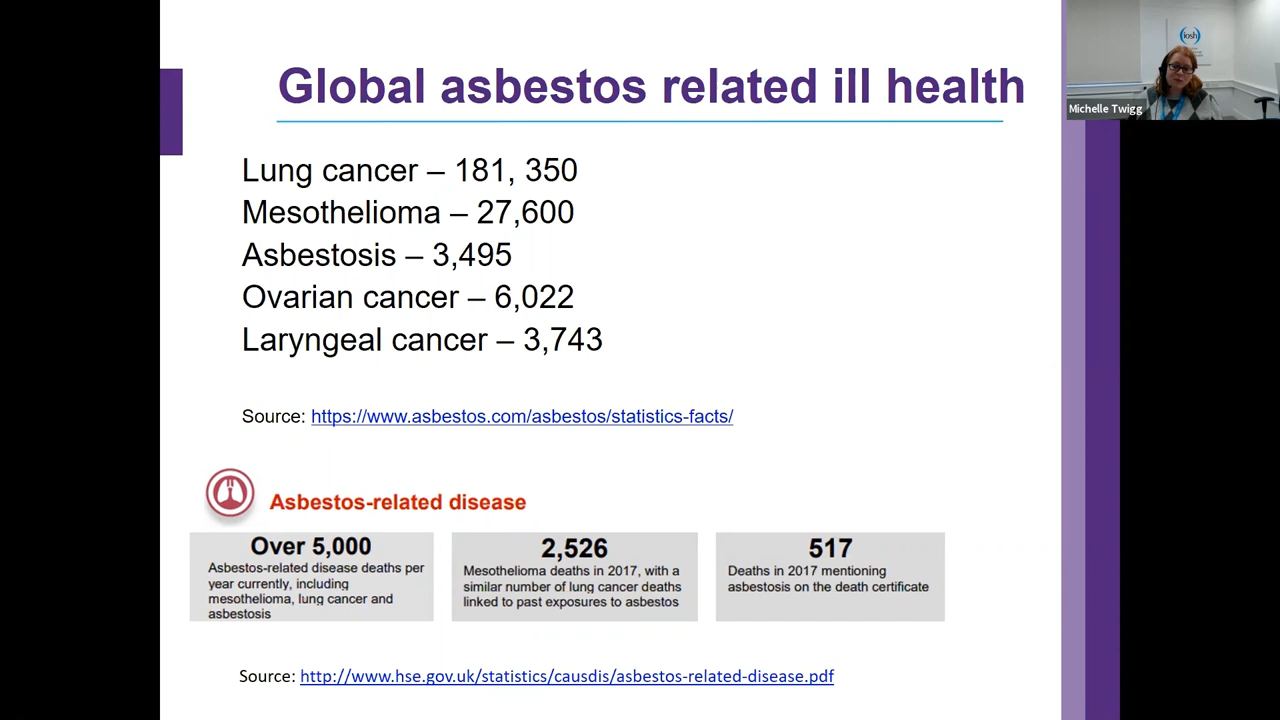 Global asbestos related ill health
iosh
Michelle Twigg
Lung cancer – 181, 350
Mesothelioma – 27,600
Asbestosis – 3,495
Ovarian cancer – 6,022
Laryngeal cancer – 3,743
Source: https://www.asbestos.com/asbestos/statistics-facts/
Asbestos-related disease
Over 5,000
Asbestos-related disease deaths per
year currently, including
mesothelioma, lung cancer and
asbestosis
2,526
Mesothelioma deaths in 2017, with a
similar number of lung cancer deaths
linked to past exposures to asbestos
517
Deaths in 2017 mentioning
asbestosis on the death certificate
Source: http://www.hse.gov.uk/statistics/causdis/asbestos-related-disease.pdf